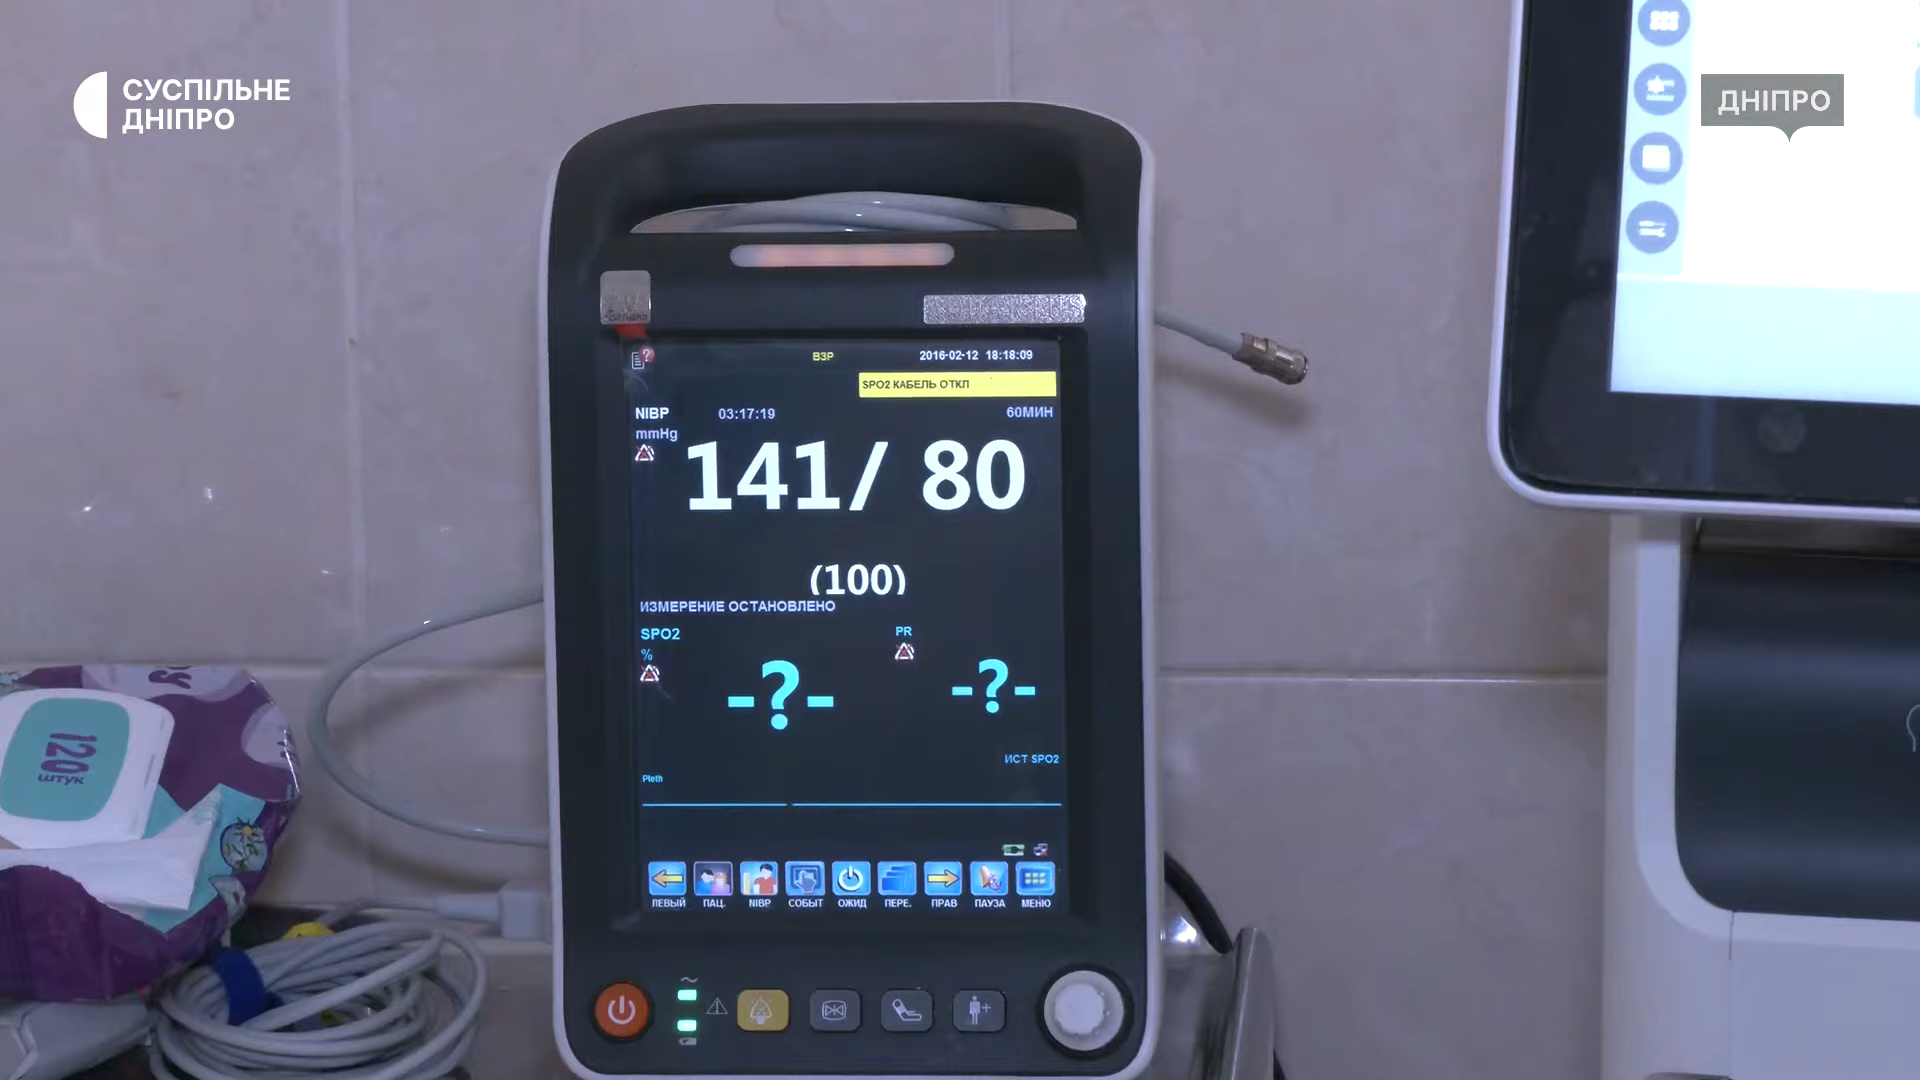 СУСПІЛЬНЕ
ДНІПРО
ДНІПРО
ВЗР
2016-02-12 18:18:09
SPO2 КАБЕЛЬ ОТКЛ
NIBP 03:17:19 60МИН
mmHg
141/ 80
(100)
ИЗМЕРЕНИЕ ОСТАНОВЛЕНО
SPO2
%
-?-
PR
-?-
ИСТ SPO2
Pleth
ЛЕВЫЙ ПАЦ. NIBP СОБЫТ ОЖИД ПЕРЕ. ПРАВ ПАУЗА МЕНЮ
120
ШТУК